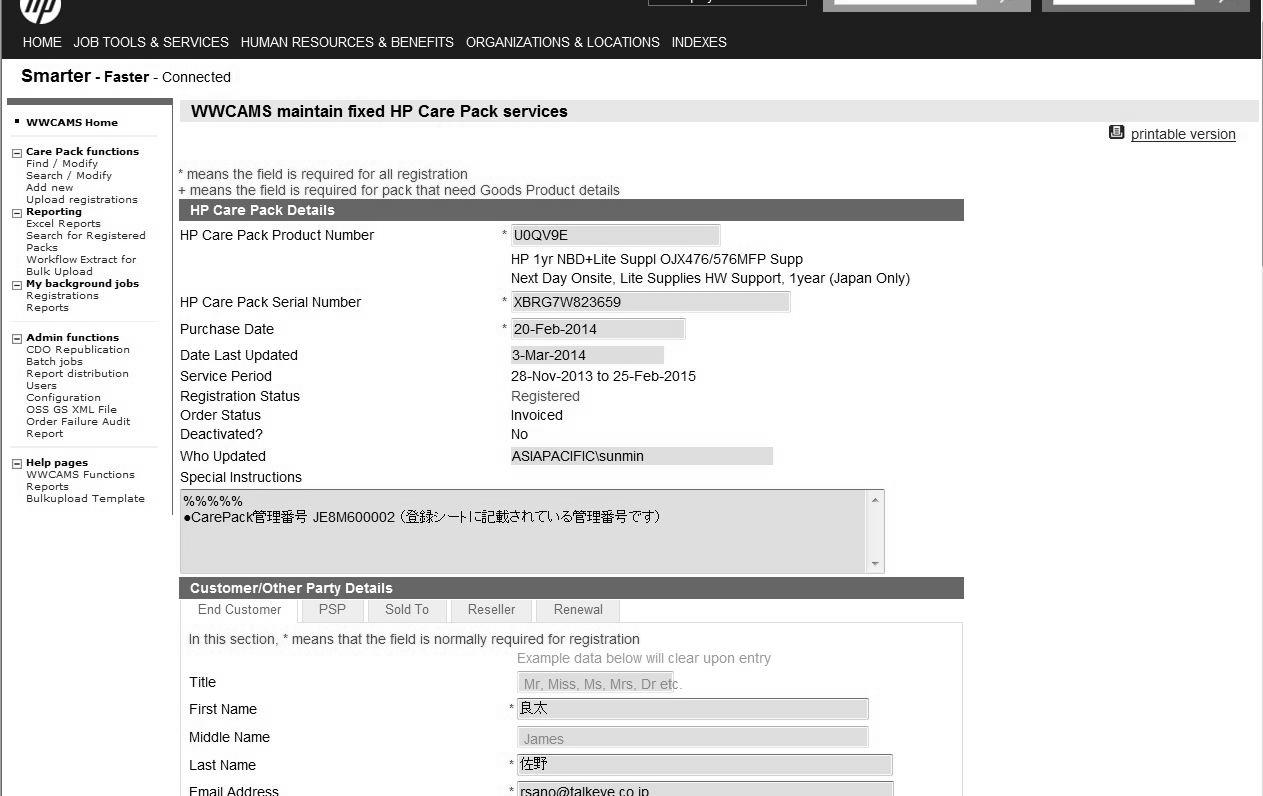 hp
HOME JOB TOOLS & SERVICES HUMAN RESOURCES & BENEFITS ORGANIZATIONS & LOCATIONS INDEXES
Smarter - Faster - Connected
WWCAMS Home
Care Pack functions
Find / Modify
Search / Modify
Add new
Upload registrations
Reporting
Excel Reports
Search for Registered
Packs
Workflow Extract for
Bulk Upload
My background jobs
Registrations
Reports
Admin functions
CDO Republication
Batch jobs
Report distribution
Users
Configuration
OSS GS XML File
Order Failure Audit
Report
Help pages
WWCAMS Functions
Reports
Bulkupload Template
WWCAMS maintain fixed HP Care Pack services
printable version
* means the field is required for all registration
+ means the field is required for pack that need Goods Product details
HP Care Pack Details
HP Care Pack Product Number * U0QV9E
HP 1yr NBD+Lite Suppl OJX476/576MFP Supp
Next Day Onsite, Lite Supplies HW Support, 1year (Japan Only)
HP Care Pack Serial Number * XBRG7W823659
Purchase Date * 20-Feb-2014
Date Last Updated 3-Mar-2014
Service Period 28-Nov-2013 to 25-Feb-2015
Registration Status Registered
Order Status Invoiced
Deactivated? No
Who Updated ASIAPACIFIC\sunmin
Special Instructions
%%%%%
●CarePack管理番号 JE8M600002 (登録シートに記載されている管理番号です)
Customer/Other Party Details
End Customer PSP Sold To Reseller Renewal
In this section, * means that the field is normally required for registration
Example data below will clear upon entry
Title Mr, Miss, Ms, Mrs, Dr etc.
First Name * 良太
Middle Name James
Last Name * 佐野
Email Address * rsano@talkeye.co.jp